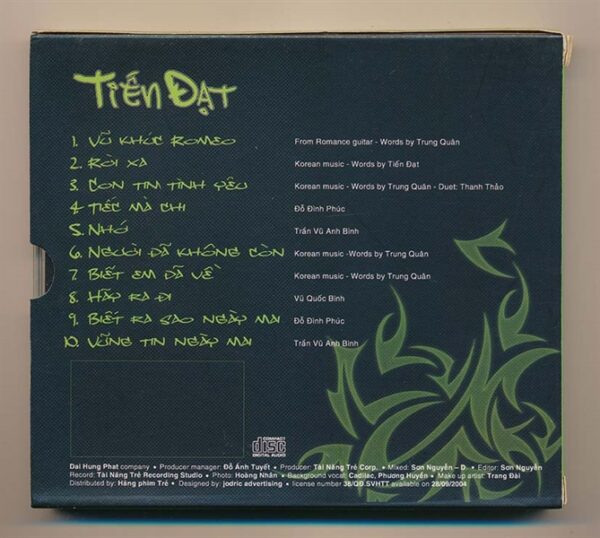 Tiến Đạt
1. Vũ khúc Romeo From Romance guitar - Words by Trung Quân
2. Rời xa Korean music - Words by Tiến Đạt
3. Con tim tình yêu Korean music - Words by Trung Quân - Duet: Thanh Thảo
4. Tiếc mà chi Đỗ Đình Phúc
5. Nhớ Trần Vũ Anh Bình
6. Người đã không còn Korean music -Words by Trung Quân
7. Biết em đã về Korean music - Words by Trung Quân
8. Hãy ra đi Vũ Quốc Bình
9. Biết ra sao ngày mai Đỗ Đình Phúc
10. Vững tin ngày mai Trần Vũ Anh Bình
COMPACT
disc
DIGITAL AUDIO
Dai Hung Phat company • Producer manager: Đỗ Ánh Tuyết • Producer: Tài Năng Trẻ Corp. • Mixed: Sơn Nguyễn – D. • Editor: Sơn Nguyễn
Record: Tài Năng Trẻ Recording Studio • Photo: Hoàng Nhân • Background vocal: Cadillac, Phương Huyền • Make up artist: Trang Đài
Distributed by: Hãng phim Trẻ • Designed by: jodric advertising • license number 38/QĐ.SVHTT available on 28/09/2004